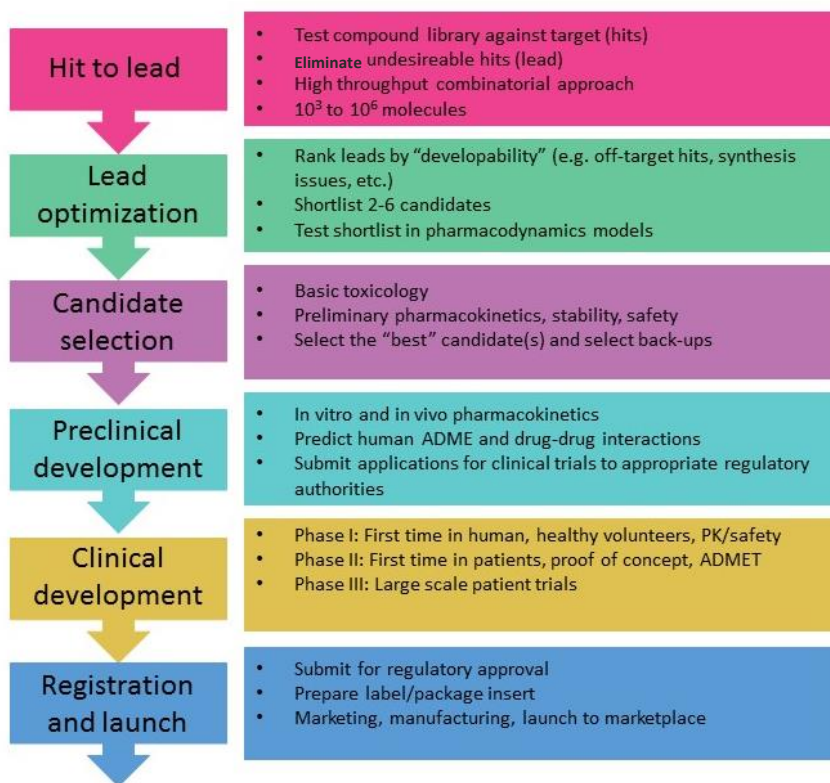 Hit to lead
• Test compound library against target (hits)
• Eliminate undesireable hits (lead)
• High throughput combinatorial approach
• 10³ to 10⁶ molecules
Lead
optimization
• Rank leads by “developability” (e.g. off-target hits, synthesis
issues, etc.)
• Shortlist 2-6 candidates
• Test shortlist in pharmacodynamics models
Candidate
selection
• Basic toxicology
• Preliminary pharmacokinetics, stability, safety
• Select the “best” candidate(s) and select back-ups
Preclinical
development
• In vitro and in vivo pharmacokinetics
• Predict human ADME and drug-drug interactions
• Submit applications for clinical trials to appropriate regulatory
authorities
Clinical
development
• Phase I: First time in human, healthy volunteers, PK/safety
• Phase II: First time in patients, proof of concept, ADMET
• Phase III: Large scale patient trials
Registration
and launch
• Submit for regulatory approval
• Prepare label/package insert
• Marketing, manufacturing, launch to marketplace